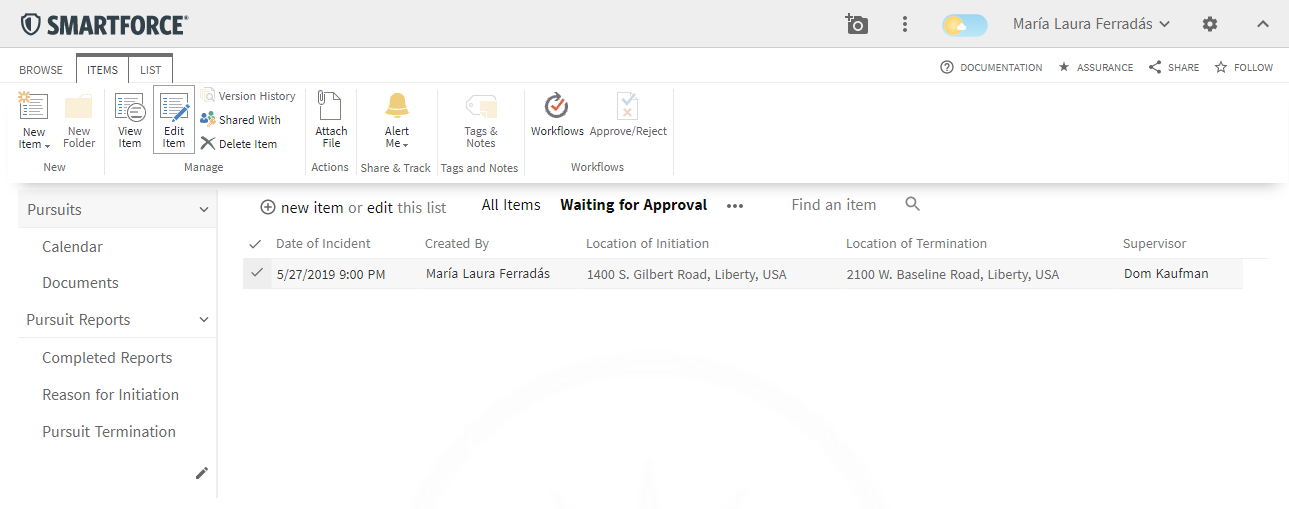 SMARTFORCE®
María Laura Ferradás
BROWSE ITEMS LIST
DOCUMENTATION ASSURANCE SHARE FOLLOW
New Item
New Folder
New
View Item
Edit Item
Version History
Shared With
Delete Item
Manage
Attach File
Actions
Alert Me
Share & Track
Tags & Notes
Tags and Notes
Workflows
Approve/Reject
Workflows
Pursuits
Calendar
Documents
Pursuit Reports
Completed Reports
Reason for Initiation
Pursuit Termination
new item or edit this list
All Items Waiting for Approval ••• Find an item
Date of Incident Created By Location of Initiation Location of Termination Supervisor
5/27/2019 9:00 PM María Laura Ferradás 1400 S. Gilbert Road, Liberty, USA 2100 W. Baseline Road, Liberty, USA Dom Kaufman